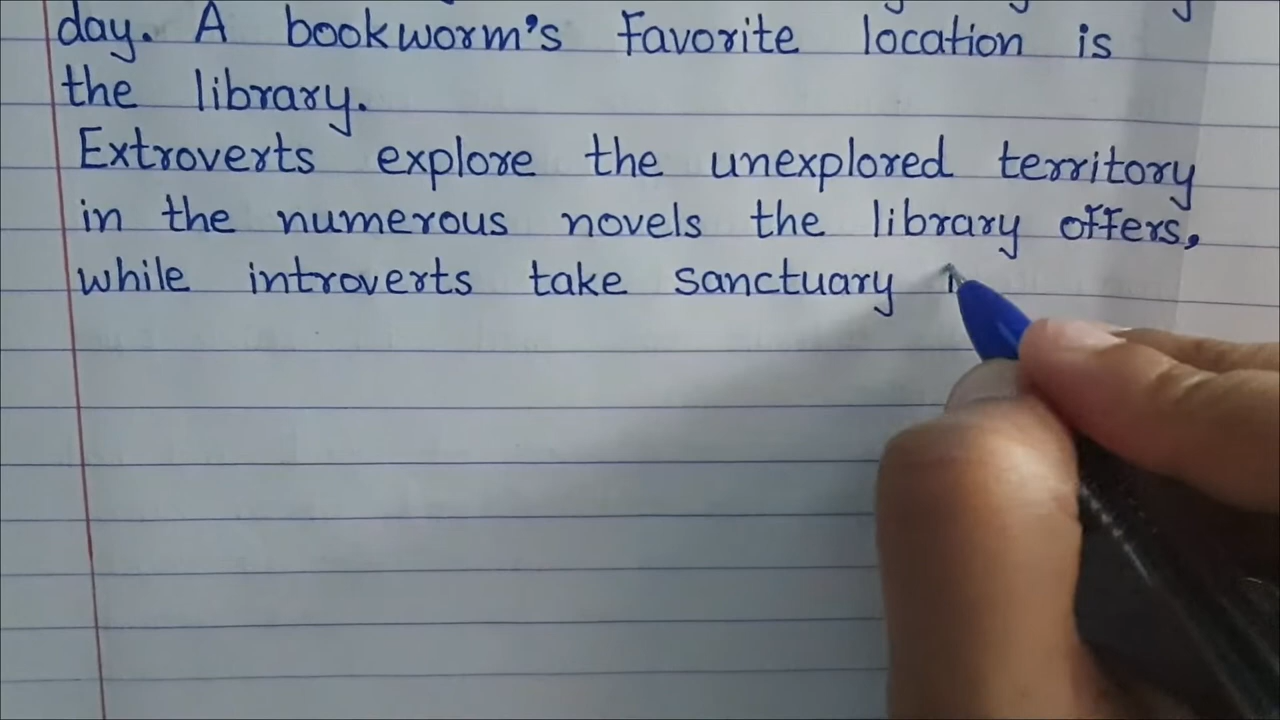 day. A bookworm's favorite location is
the library.
Extroverts explore the unexplored territory
in the numerous novels the library offers,
while introverts take sanctuary